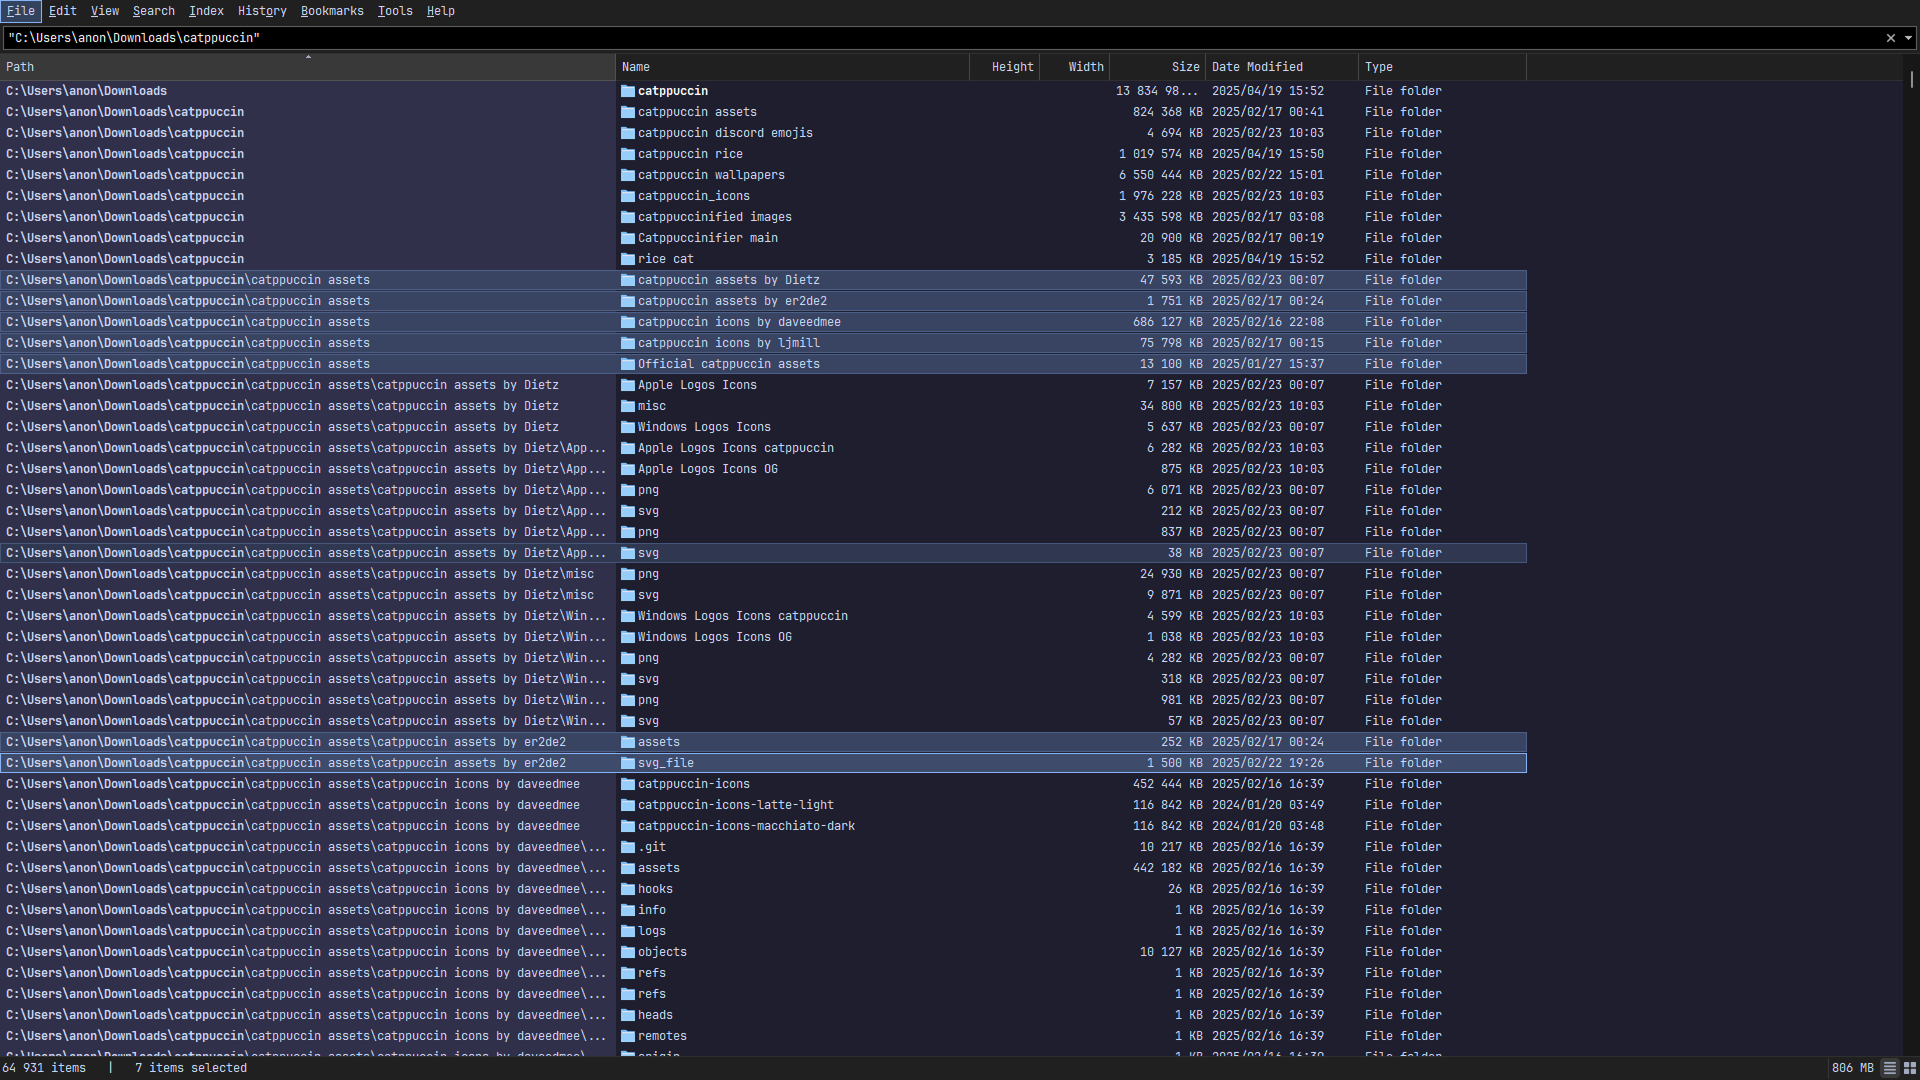 File Edit View Search Index History Bookmarks Tools Help
"C:\Users\anon\Downloads\catppuccin"
Path Name Height Width Size Date Modified Type
C:\Users\anon\Downloads catppuccin 13 834 98... 2025/04/19 15:52 File folder
C:\Users\anon\Downloads\catppuccin catppuccin assets 824 368 KB 2025/02/17 00:41 File folder
C:\Users\anon\Downloads\catppuccin catppuccin discord emojis 4 694 KB 2025/02/23 10:03 File folder
C:\Users\anon\Downloads\catppuccin catppuccin rice 1 019 574 KB 2025/04/19 15:50 File folder
C:\Users\anon\Downloads\catppuccin catppuccin wallpapers 6 550 444 KB 2025/02/22 15:01 File folder
C:\Users\anon\Downloads\catppuccin catppuccin_icons 1 976 228 KB 2025/02/23 10:03 File folder
C:\Users\anon\Downloads\catppuccin catppuccinified images 3 435 598 KB 2025/02/17 03:08 File folder
C:\Users\anon\Downloads\catppuccin Catppuccinifier main 20 900 KB 2025/02/17 00:19 File folder
C:\Users\anon\Downloads\catppuccin rice cat 3 185 KB 2025/04/19 15:52 File folder
C:\Users\anon\Downloads\catppuccin\catppuccin assets catppuccin assets by Dietz 47 593 KB 2025/02/23 00:07 File folder
C:\Users\anon\Downloads\catppuccin\catppuccin assets catppuccin assets by er2de2 1 751 KB 2025/02/17 00:24 File folder
C:\Users\anon\Downloads\catppuccin\catppuccin assets catppuccin icons by daveedmee 686 127 KB 2025/02/16 22:08 File folder
C:\Users\anon\Downloads\catppuccin\catppuccin assets catppuccin icons by ljmill 75 798 KB 2025/02/17 00:15 File folder
C:\Users\anon\Downloads\catppuccin\catppuccin assets Official catppuccin assets 13 100 KB 2025/01/27 15:37 File folder
C:\Users\anon\Downloads\catppuccin\catppuccin assets\catppuccin assets by Dietz Apple Logos Icons 7 157 KB 2025/02/23 00:07 File folder
C:\Users\anon\Downloads\catppuccin\catppuccin assets\catppuccin assets by Dietz misc 34 800 KB 2025/02/23 10:03 File folder
C:\Users\anon\Downloads\catppuccin\catppuccin assets\catppuccin assets by Dietz Windows Logos Icons 5 637 KB 2025/02/23 00:07 File folder
C:\Users\anon\Downloads\catppuccin\catppuccin assets\catppuccin assets by Dietz\App... Apple Logos Icons catppuccin 6 282 KB 2025/02/23 10:03 File folder
C:\Users\anon\Downloads\catppuccin\catppuccin assets\catppuccin assets by Dietz\App... Apple Logos Icons OG 875 KB 2025/02/23 10:03 File folder
C:\Users\anon\Downloads\catppuccin\catppuccin assets\catppuccin assets by Dietz\App... png 6 071 KB 2025/02/23 00:07 File folder
C:\Users\anon\Downloads\catppuccin\catppuccin assets\catppuccin assets by Dietz\App... svg 212 KB 2025/02/23 00:07 File folder
C:\Users\anon\Downloads\catppuccin\catppuccin assets\catppuccin assets by Dietz\App... png 837 KB 2025/02/23 00:07 File folder
C:\Users\anon\Downloads\catppuccin\catppuccin assets\catppuccin assets by Dietz\App... svg 38 KB 2025/02/23 00:07 File folder
C:\Users\anon\Downloads\catppuccin\catppuccin assets\catppuccin assets by Dietz\misc png 24 930 KB 2025/02/23 00:07 File folder
C:\Users\anon\Downloads\catppuccin\catppuccin assets\catppuccin assets by Dietz\misc svg 9 871 KB 2025/02/23 00:07 File folder
C:\Users\anon\Downloads\catppuccin\catppuccin assets\catppuccin assets by Dietz\Win... Windows Logos Icons catppuccin 4 599 KB 2025/02/23 10:03 File folder
C:\Users\anon\Downloads\catppuccin\catppuccin assets\catppuccin assets by Dietz\Win... Windows Logos Icons OG 1 038 KB 2025/02/23 10:03 File folder
C:\Users\anon\Downloads\catppuccin\catppuccin assets\catppuccin assets by Dietz\Win... png 4 282 KB 2025/02/23 00:07 File folder
C:\Users\anon\Downloads\catppuccin\catppuccin assets\catppuccin assets by Dietz\Win... svg 318 KB 2025/02/23 00:07 File folder
C:\Users\anon\Downloads\catppuccin\catppuccin assets\catppuccin assets by Dietz\Win... png 981 KB 2025/02/23 00:07 File folder
C:\Users\anon\Downloads\catppuccin\catppuccin assets\catppuccin assets by Dietz\Win... svg 57 KB 2025/02/23 00:07 File folder
C:\Users\anon\Downloads\catppuccin\catppuccin assets\catppuccin assets by er2de2 assets 252 KB 2025/02/17 00:24 File folder
C:\Users\anon\Downloads\catppuccin\catppuccin assets\catppuccin assets by er2de2 svg_file 1 500 KB 2025/02/22 19:26 File folder
C:\Users\anon\Downloads\catppuccin\catppuccin assets\catppuccin icons by daveedmee catppuccin-icons 452 444 KB 2025/02/16 16:39 File folder
C:\Users\anon\Downloads\catppuccin\catppuccin assets\catppuccin icons by daveedmee catppuccin-icons-latte-light 116 842 KB 2024/01/20 03:49 File folder
C:\Users\anon\Downloads\catppuccin\catppuccin assets\catppuccin icons by daveedmee catppuccin-icons-macchiato-dark 116 842 KB 2024/01/20 03:48 File folder
C:\Users\anon\Downloads\catppuccin\catppuccin assets\catppuccin icons by daveedmee\... .git 10 217 KB 2025/02/16 16:39 File folder
C:\Users\anon\Downloads\catppuccin\catppuccin assets\catppuccin icons by daveedmee\... assets 442 182 KB 2025/02/16 16:39 File folder
C:\Users\anon\Downloads\catppuccin\catppuccin assets\catppuccin icons by daveedmee\... hooks 26 KB 2025/02/16 16:39 File folder
C:\Users\anon\Downloads\catppuccin\catppuccin assets\catppuccin icons by daveedmee\... info 1 KB 2025/02/16 16:39 File folder
C:\Users\anon\Downloads\catppuccin\catppuccin assets\catppuccin icons by daveedmee\... logs 1 KB 2025/02/16 16:39 File folder
C:\Users\anon\Downloads\catppuccin\catppuccin assets\catppuccin icons by daveedmee\... objects 10 127 KB 2025/02/16 16:39 File folder
C:\Users\anon\Downloads\catppuccin\catppuccin assets\catppuccin icons by daveedmee\... refs 1 KB 2025/02/16 16:39 File folder
C:\Users\anon\Downloads\catppuccin\catppuccin assets\catppuccin icons by daveedmee\... refs 1 KB 2025/02/16 16:39 File folder
C:\Users\anon\Downloads\catppuccin\catppuccin assets\catppuccin icons by daveedmee\... heads 1 KB 2025/02/16 16:39 File folder
C:\Users\anon\Downloads\catppuccin\catppuccin assets\catppuccin icons by daveedmee\... remotes 1 KB 2025/02/16 16:39 File folder
64 931 items | 7 items selected 806 MB